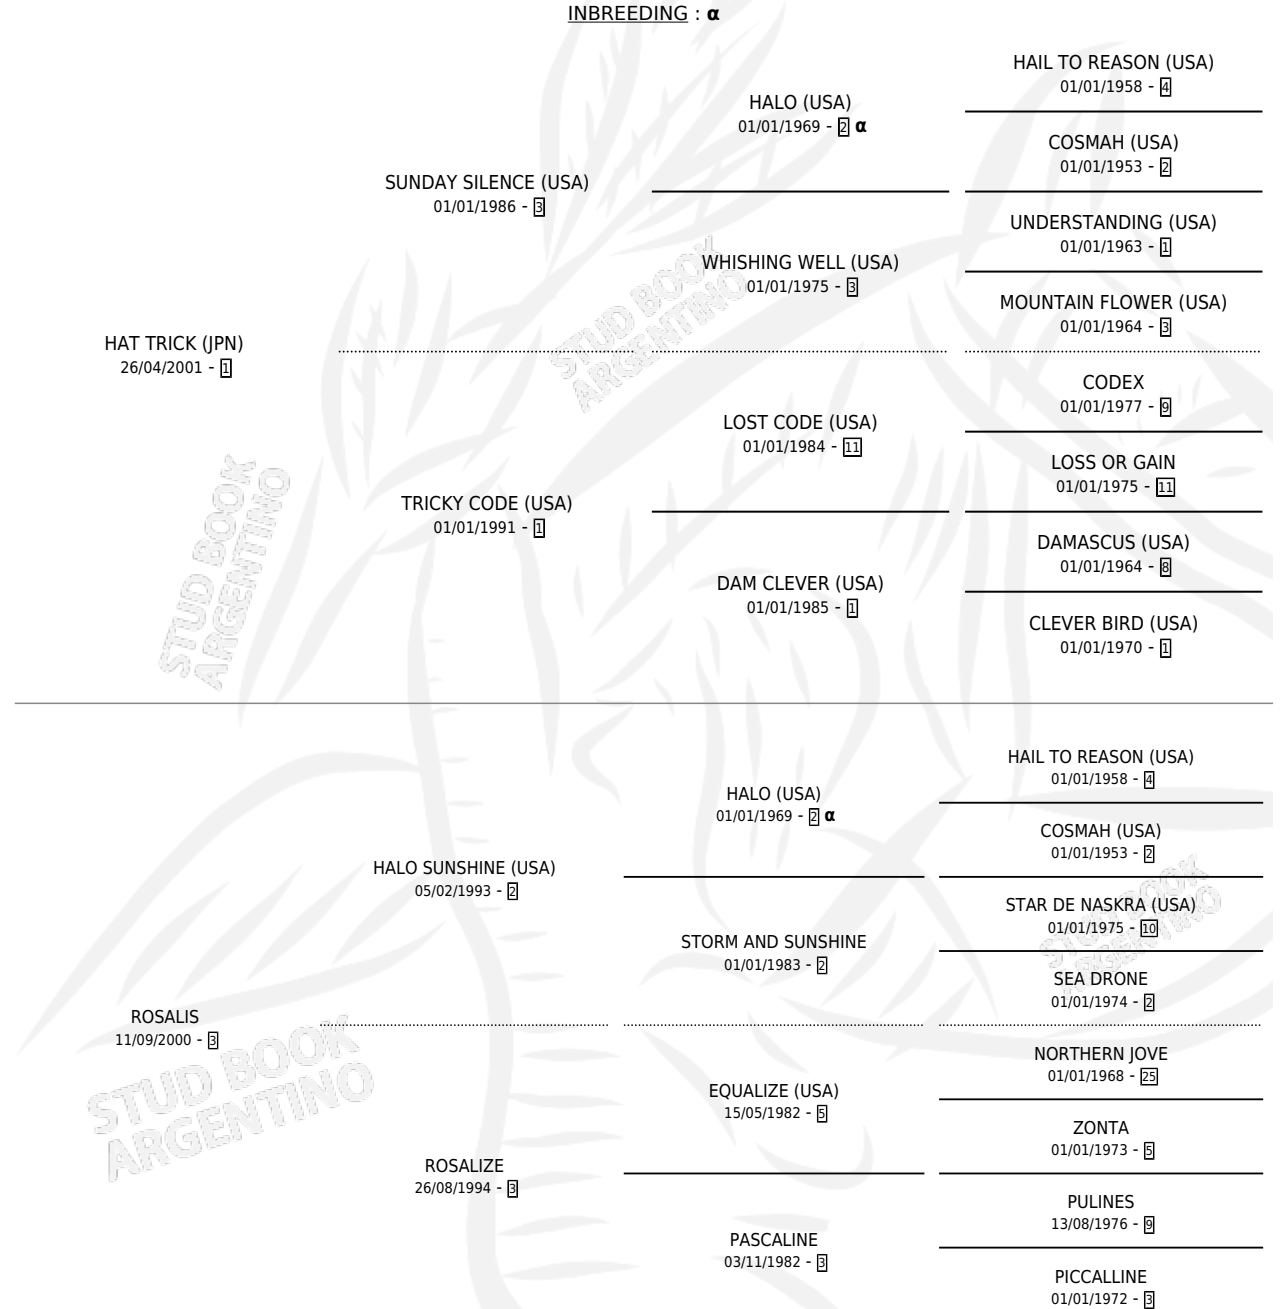 INBREEDING : α
HAIL TO REASON (USA)
01/01/1958 - 4
HALO (USA)
01/01/1969 - 2 α
COSMAH (USA)
01/01/1953 - 2
SUNDAY SILENCE (USA)
01/01/1986 - 3
UNDERSTANDING (USA)
01/01/1963 - 1
WHISHING WELL (USA)
01/01/1975 - 3
MOUNTAIN FLOWER (USA)
01/01/1964 - 3
HAT TRICK (JPN)
26/04/2001 - 1
CODEX
01/01/1977 - 9
LOST CODE (USA)
01/01/1984 - 11
LOSS OR GAIN
01/01/1975 - 11
TRICKY CODE (USA)
01/01/1991 - 1
DAMASCUS (USA)
01/01/1964 - 8
DAM CLEVER (USA)
01/01/1985 - 1
CLEVER BIRD (USA)
01/01/1970 - 1
HAIL TO REASON (USA)
01/01/1958 - 4
HALO (USA)
01/01/1969 - 2 α
COSMAH (USA)
01/01/1953 - 2
HALO SUNSHINE (USA)
05/02/1993 - 2
STAR DE NASKRA (USA)
01/01/1975 - 10
STORM AND SUNSHINE
01/01/1983 - 2
SEA DRONE
01/01/1974 - 2
ROSALIS
11/09/2000 - 3
NORTHERN JOVE
01/01/1968 - 25
EQUALIZE (USA)
15/05/1982 - 5
ZONTA
01/01/1973 - 5
ROSALIZE
26/08/1994 - 3
PULINES
13/08/1976 - 9
PASCALINE
03/11/1982 - 3
PICCALLINE
01/01/1972 - 3
STUD BOOK
ARGENTINO
STUD BOOK
ARGENTINO
STUD BOOK
ARGENTINO
STUD BOOK
ARGENTINO